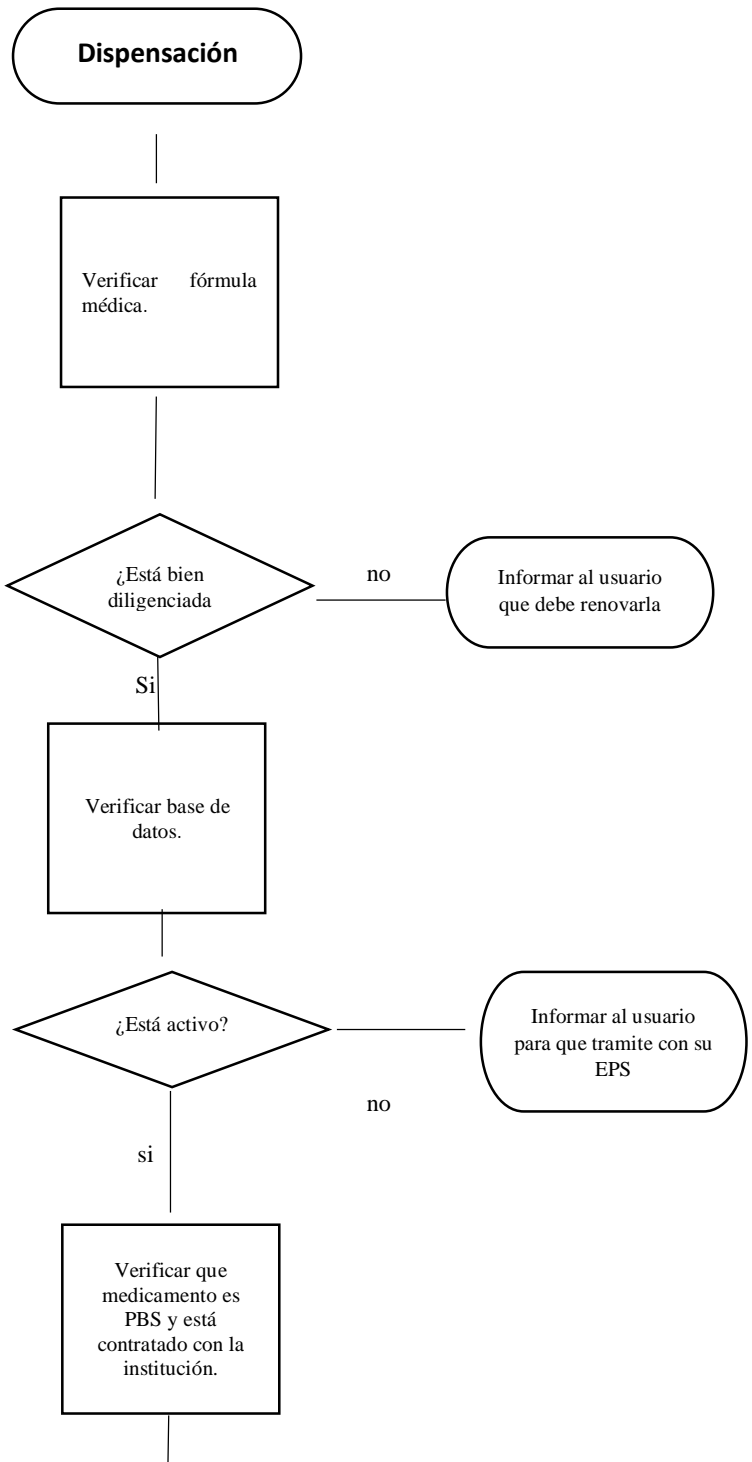 Dispensación
Verificar fórmula
médica.
¿Está bien
diligenciada
no
Informar al usuario
que debe renovarla
Si
Verificar base de
datos.
¿Está activo?
no
Informar al usuario
para que tramite con su
EPS
si
Verificar que
medicamento es
PBS y está
contratado con la
institución.